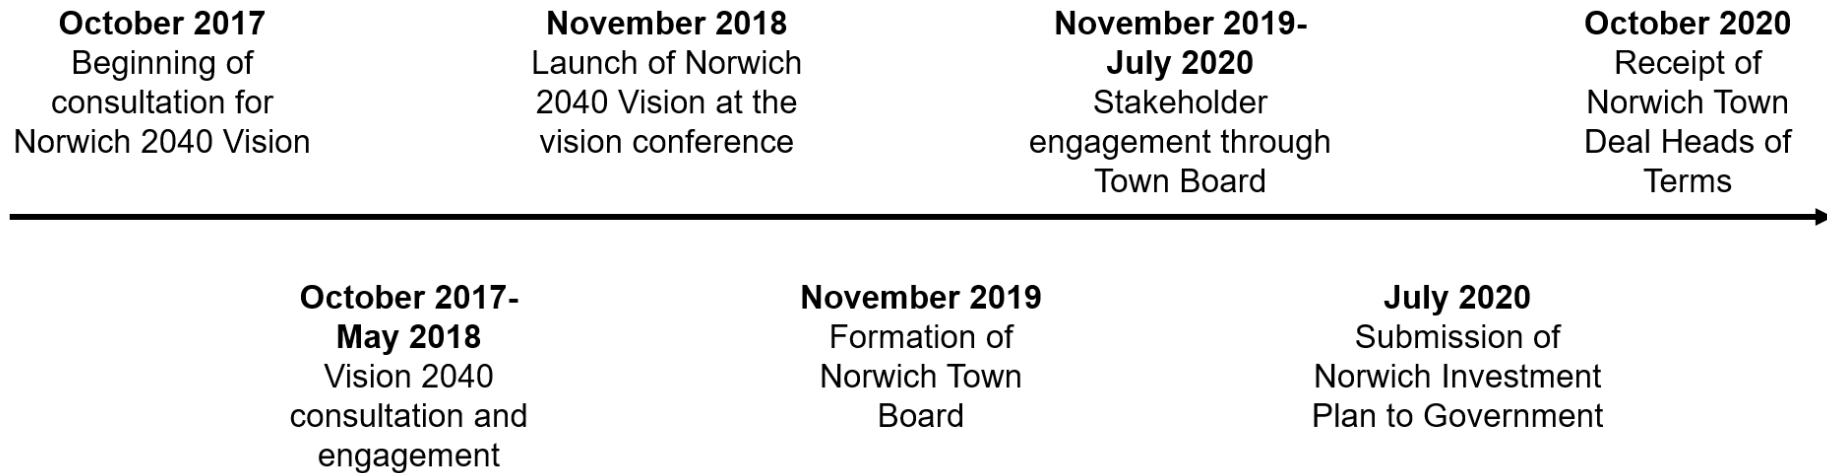 October 2017
Beginning of
consultation for
Norwich 2040 Vision
October 2017-
May 2018
Vision 2040
consultation and
engagement
November 2018
Launch of Norwich
2040 Vision at the
vision conference
November 2019
Formation of
Norwich Town
Board
November 2019-
July 2020
Stakeholder
engagement through
Town Board
July 2020
Submission of
Norwich Investment
Plan to Government
October 2020
Receipt of
Norwich Town
Deal Heads of
Terms